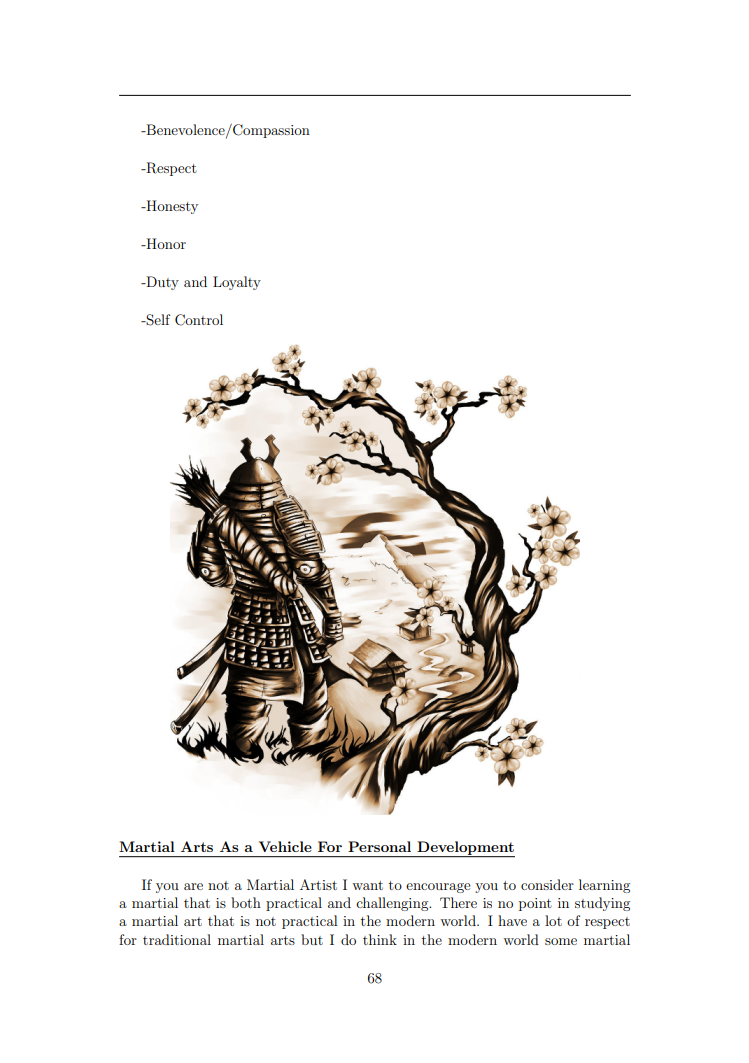 -Benevolence/Compassion
-Respect
-Honesty
-Honor
-Duty and Loyalty
-Self Control
Martial Arts As a Vehicle For Personal Development
If you are not a Martial Artist I want to encourage you to consider learning
a martial that is both practical and challenging. There is no point in studying
a martial art that is not practical in the modern world. I have a lot of respect
for traditional martial arts but I do think in the modern world some martial
68